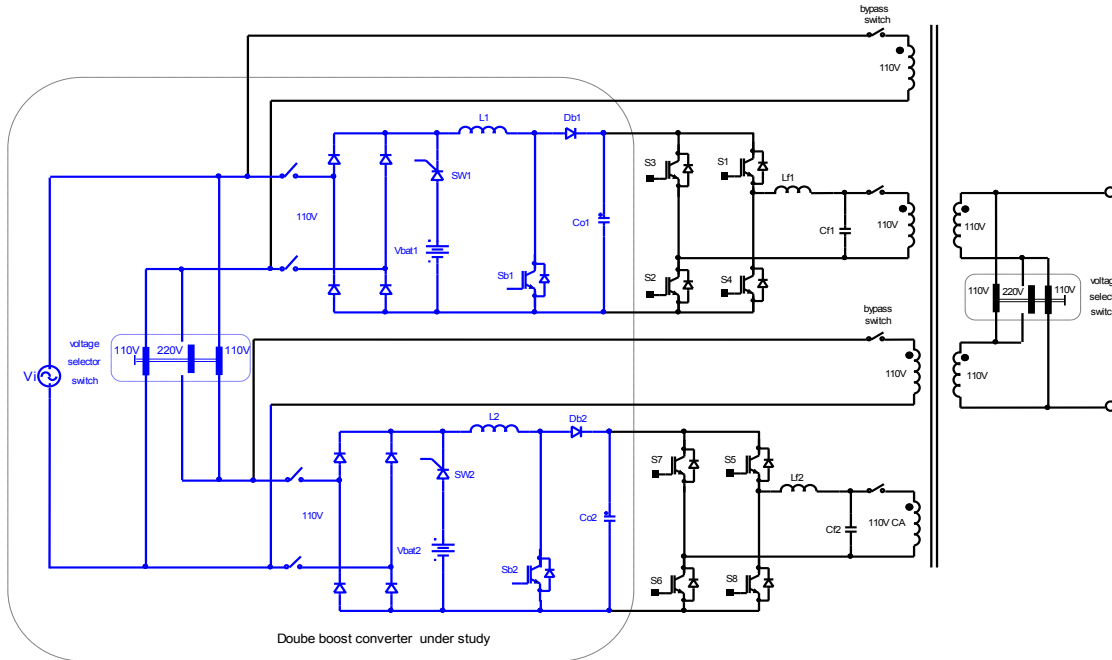 bypass
switch
110V
L1
Db1
S3
S1
SW1
Lf1
110V
Co1
Cf1
110V
110V
Vbat1
Sb1
S2
S4
110V
220V
110V
voltage
selector
switch
bypass
switch
voltage
selector
switch
110V
220V
110V
Vi
110V
110V
L2
Db2
S7
S5
SW2
Lf2
110V
Co2
Cf2
110V CA
Vbat2
Sb2
S6
S8
Doube boost converter under study